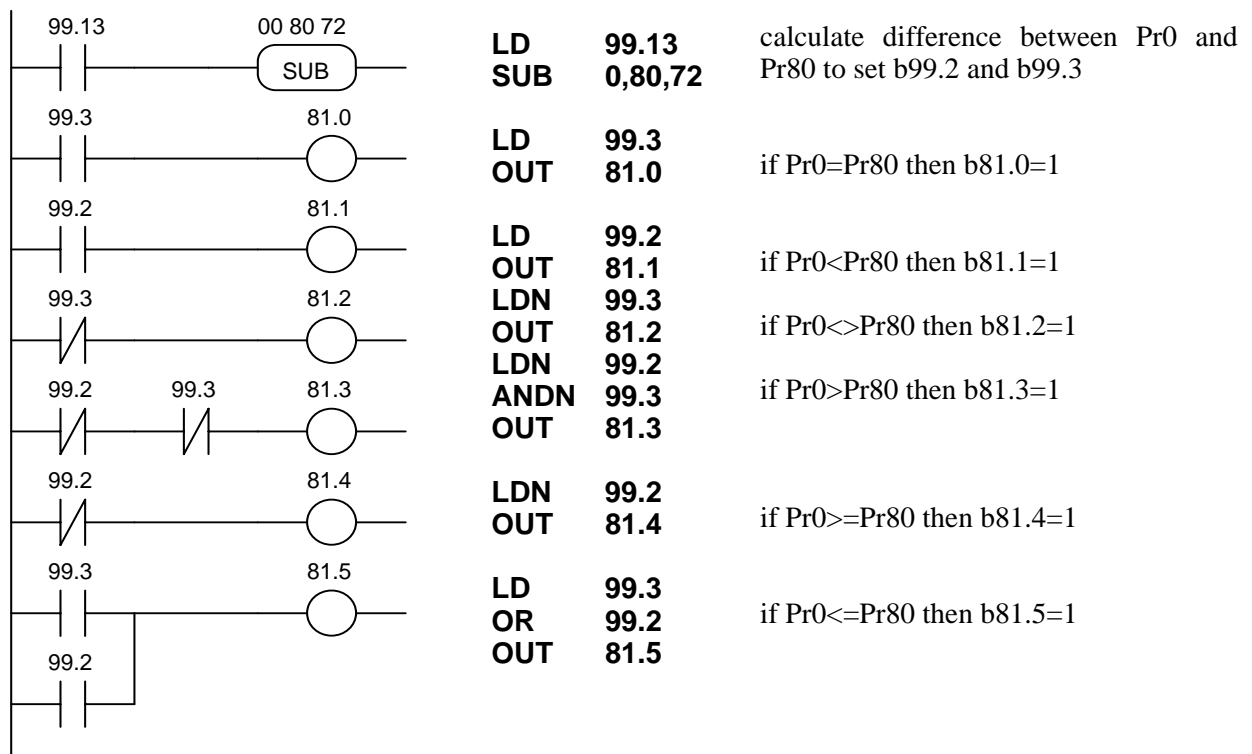 99.13 00 80 72
SUB
LD 99.13 calculate difference between Pr0 and
SUB 0,80,72 Pr80 to set b99.2 and b99.3
99.3 81.0
LD 99.3
OUT 81.0 if Pr0=Pr80 then b81.0=1
99.2 81.1
LD 99.2
OUT 81.1 if Pr0<Pr80 then b81.1=1
99.3 81.2
LDN 99.3
OUT 81.2 if Pr0<>Pr80 then b81.2=1
99.2 99.3 81.3
LDN 99.2
ANDN 99.3 if Pr0>Pr80 then b81.3=1
OUT 81.3
99.2 81.4
LDN 99.2
OUT 81.4 if Pr0>=Pr80 then b81.4=1
99.3 81.5
LD 99.3
OR 99.2 if Pr0<=Pr80 then b81.5=1
OUT 81.5
99.2